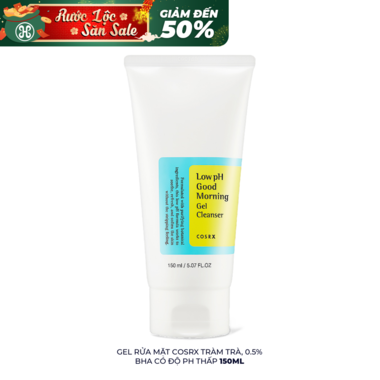 Rước Lộc
Săn Sale
GIẢM ĐẾN
50%
Low pH
Good
Morning
Gel
Cleanser
COSRX
150 ml / 5.07 FL.OZ
GEL RỬA MẶT COSRX TRÀM TRÀ, 0.5%
BHA CÓ ĐỘ PH THẤP 150ML